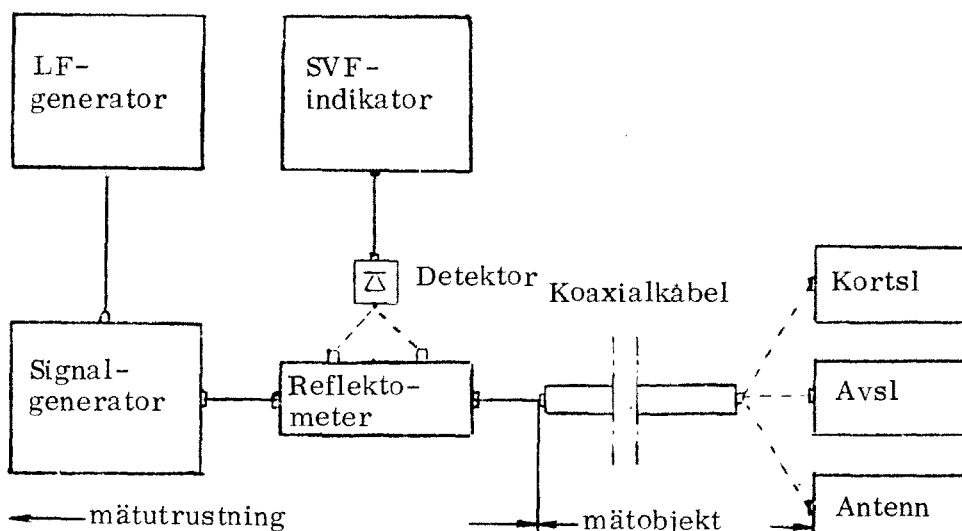 LF-
generator
SVF-
indikator
Detektor
Koaxialkabel
Kortsl
Signal-
generator
Reflekto-
meter
Avsl
Antenn
mätutrustning
mätobjekt